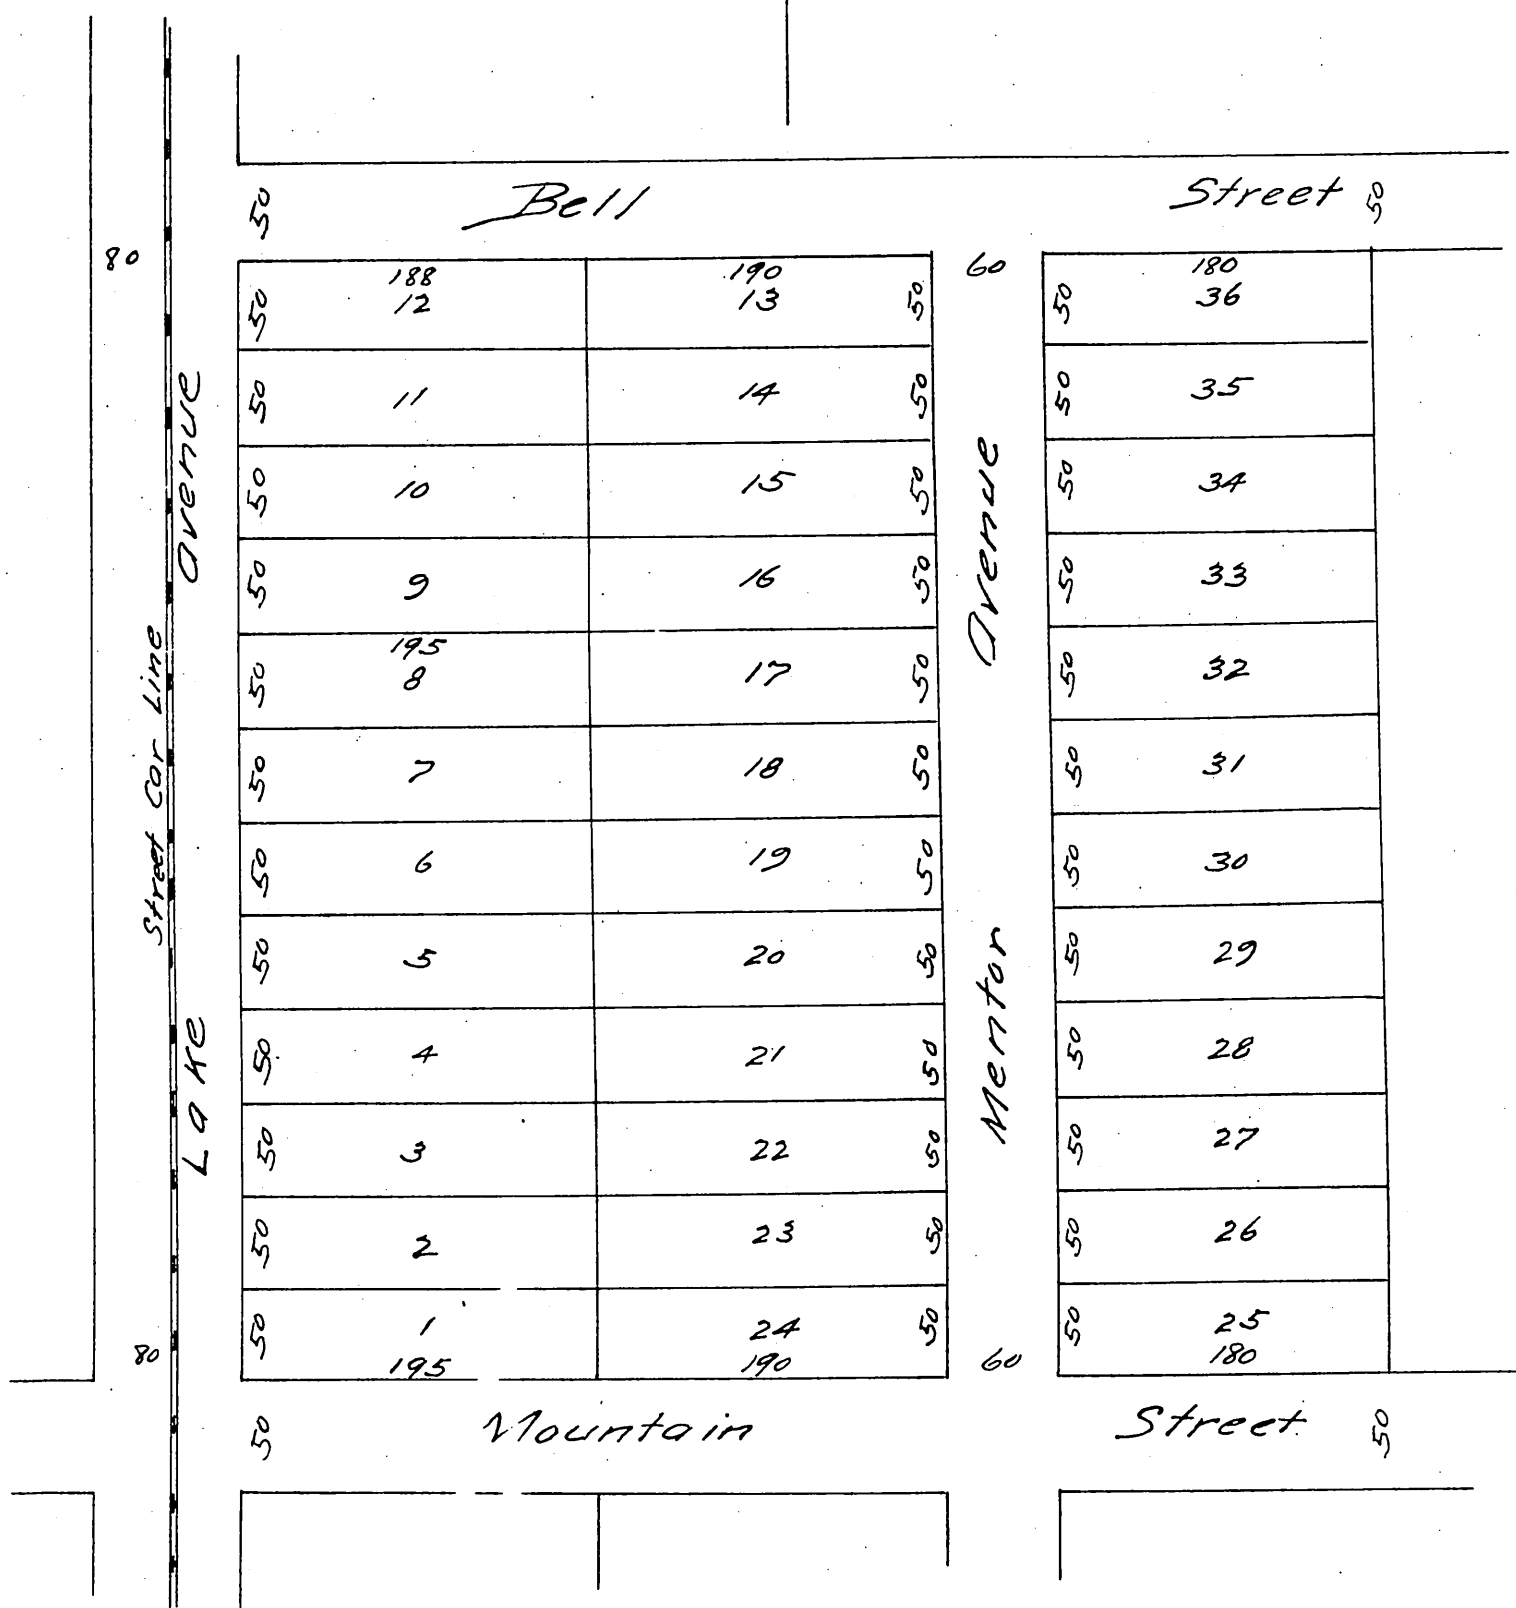 Bell Street
50 50
80 60
188 190 180
50 12 13 50 50 36
50 11 14 50 50 35
50 10 15 50 50 34
50 9 16 50 50 33
195
50 8 17 50 50 32
50 7 18 50 50 31
50 6 19 50 50 30
50 5 20 50 50 29
50 4 21 50 50 28
50 3 22 50 50 27
50 2 23 50 50 26
50 1 24 50 50 25
80 195 190 60 180
Lake Avenue
Street Car Line
Mentor Avenue
Mountain Street
50 50